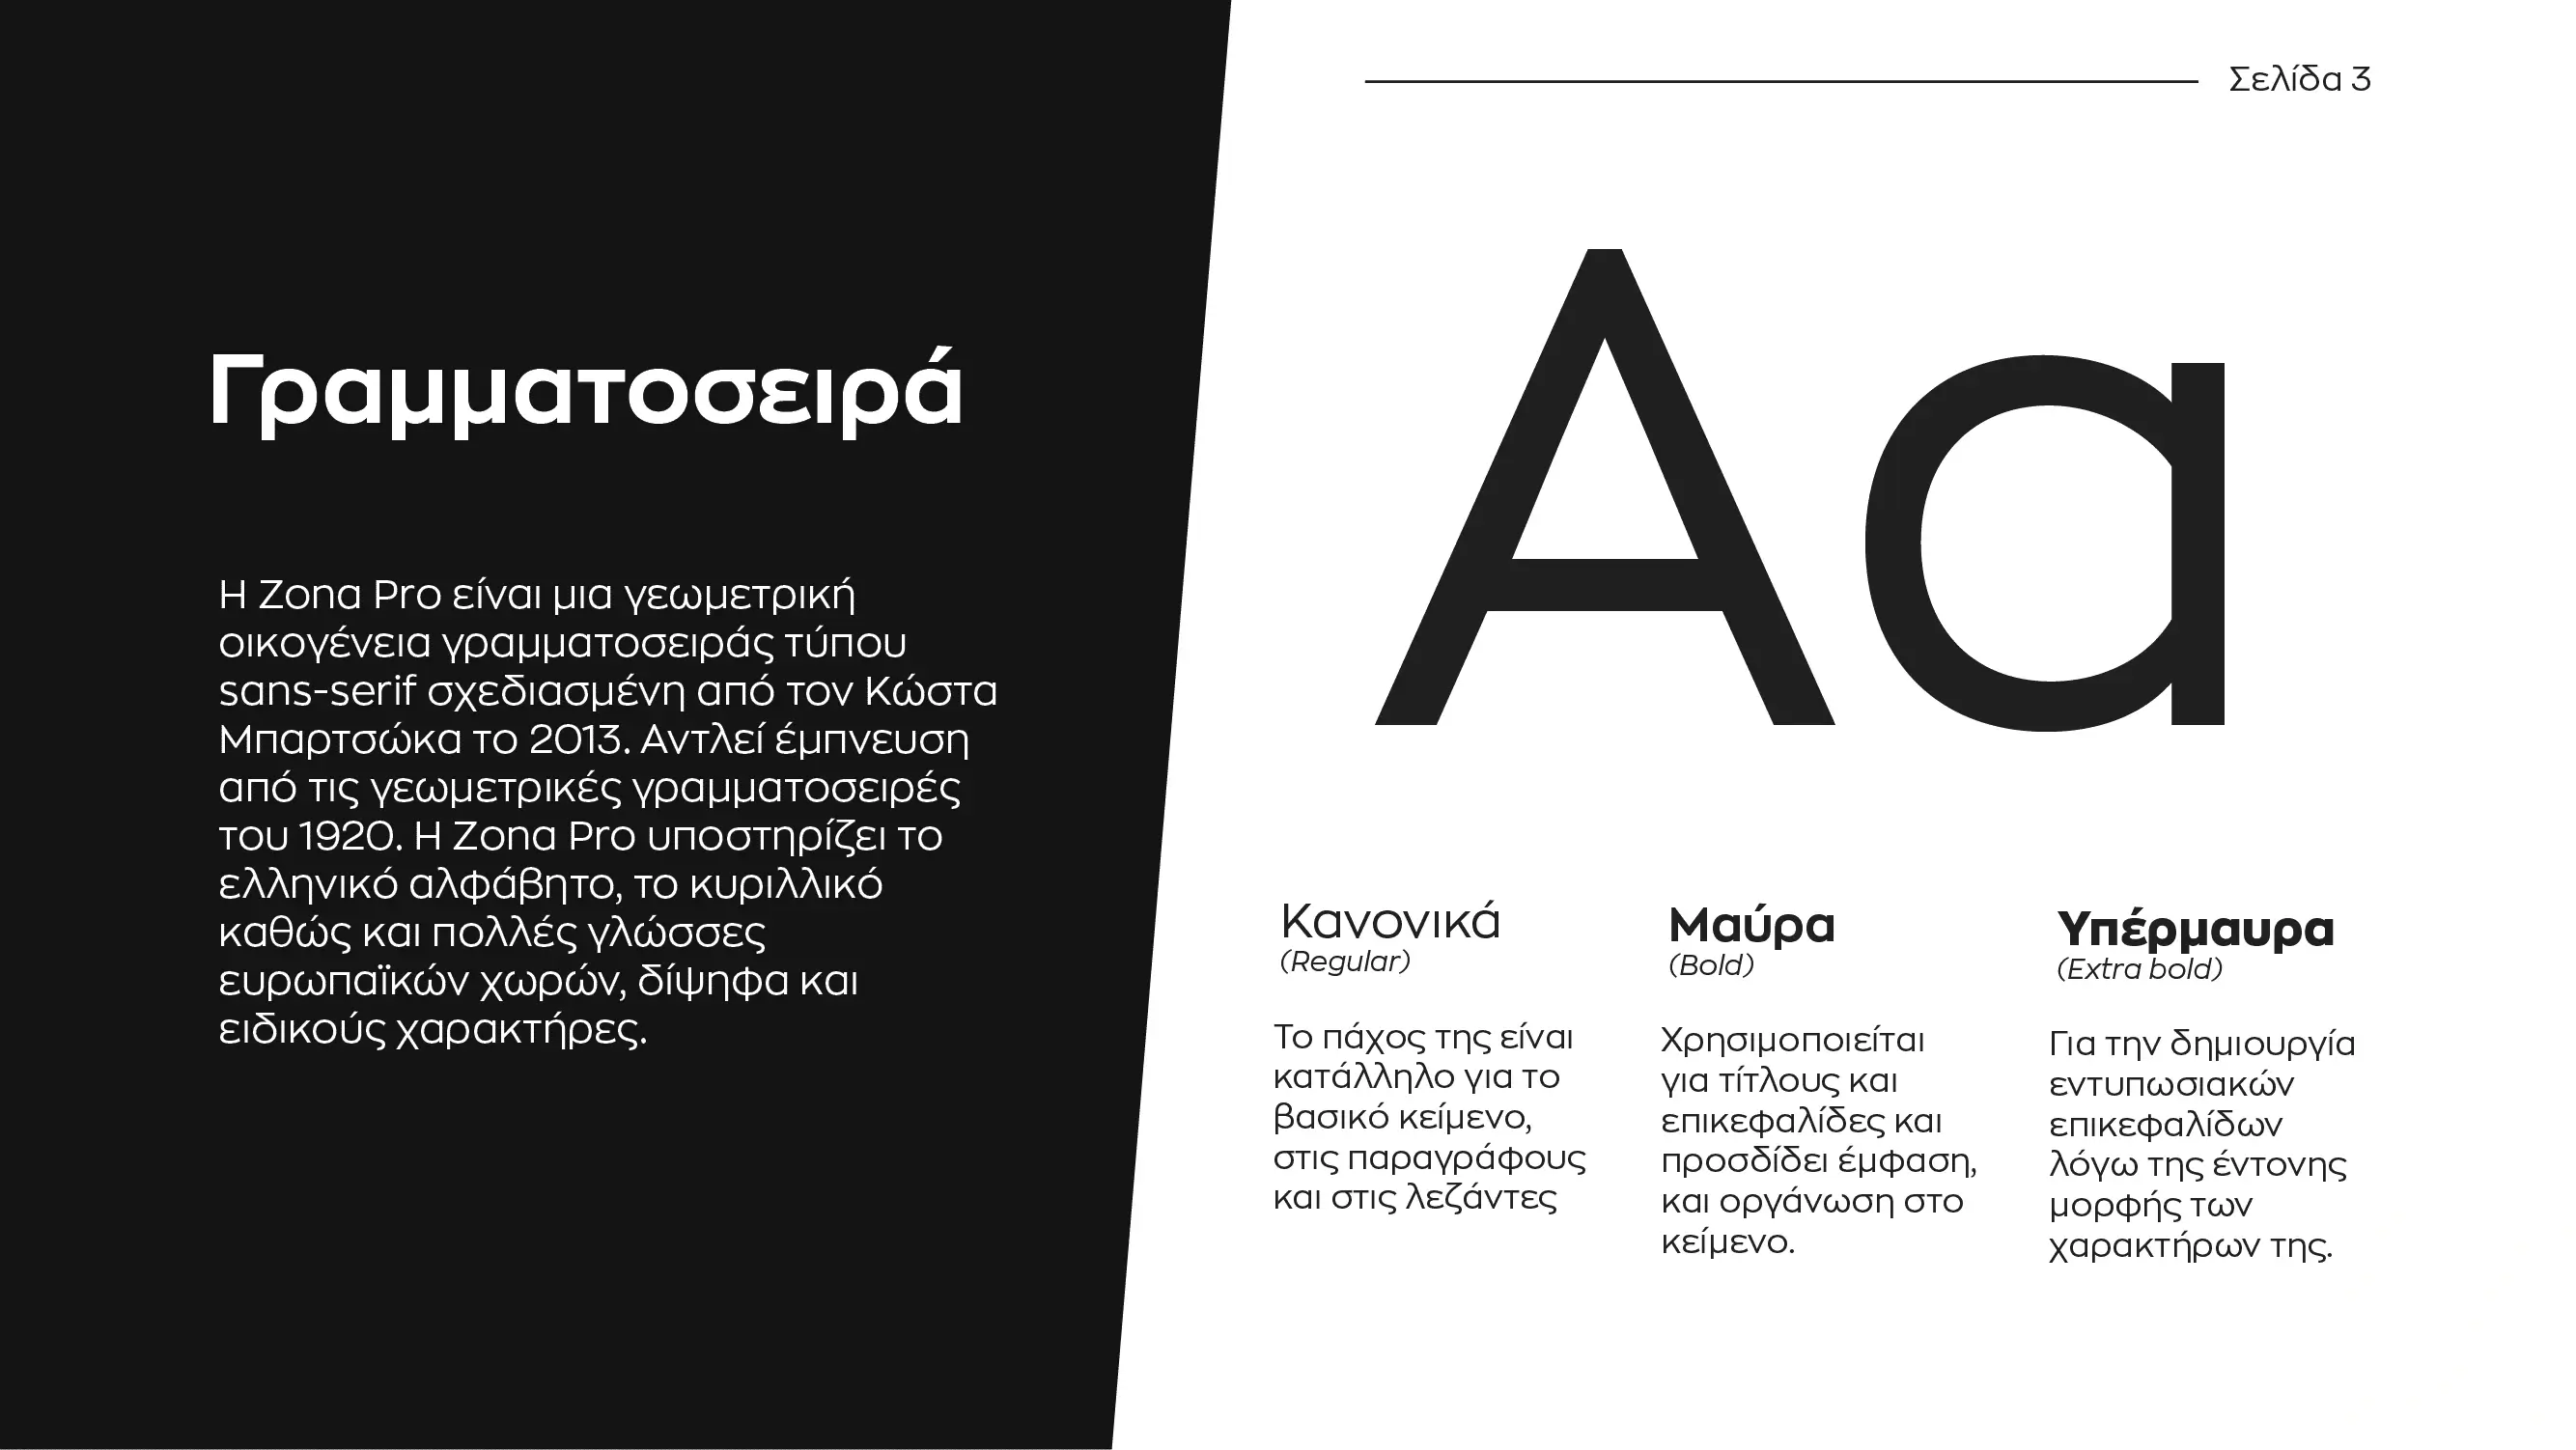 Σελίδα 3
Γραμματοσειρά
Η Zona Pro είναι μια γεωμετρική
οικογένεια γραμματοσειράς τύπου
sans-serif σχεδιασμένη από τον Κώστα
Μπαρτσώκα το 2013. Αντλεί έμπνευση
από τις γεωμετρικές γραμματοσειρές
του 1920. Η Zona Pro υποστηρίζει το
ελληνικό αλφάβητο, το κυριλλικό
καθώς και πολλές γλώσσες
ευρωπαϊκών χωρών, δίψηφα και
ειδικούς χαρακτήρες.
Aa
Κανονικά
(Regular)
Το πάχος της είναι
κατάλληλο για το
βασικό κείμενο,
στις παραγράφους
και στις λεζάντες
Μαύρα
(Bold)
Χρησιμοποιείται
για τίτλους και
επικεφαλίδες και
προσδίδει έμφαση,
και οργάνωση στο
κείμενο.
Υπέρμαυρα
(Extra bold)
Για την δημιουργία
εντυπωσιακών
επικεφαλίδων
λόγω της έντονης
μορφής των
χαρακτήρων της.